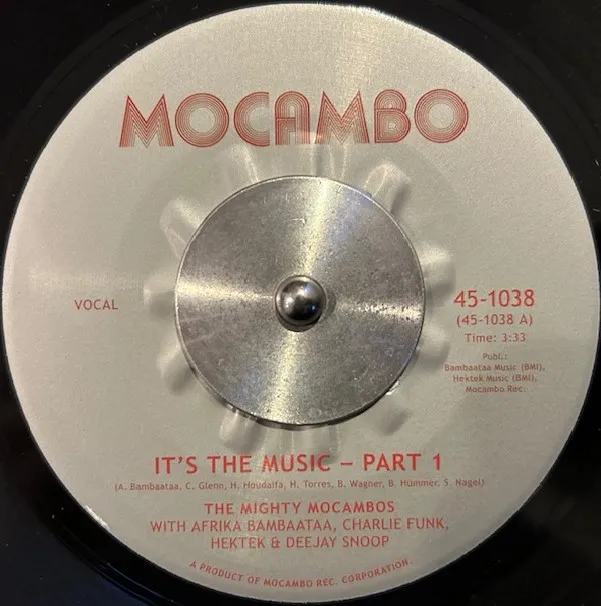 MOCAMBO
VOCAL
45-1038
(45-1038 A)
Time: 3:33
Publ.:
Bambaataa Music (BMI),
Hektek Music (BMI),
Mocambo Rec.
IT'S THE MUSIC – PART 1
(A. Bambaataa, C. Glenn, H. Houdaifa, H. Torres, B. Wagner, B. Hümmer, S. Nagel)
THE MIGHTY MOCAMBOS
WITH AFRIKA BAMBAATAA, CHARLIE FUNK,
HEKTEK & DEEJAY SNOOP
A PRODUCT OF MOCAMBO REC. CORPORATION.